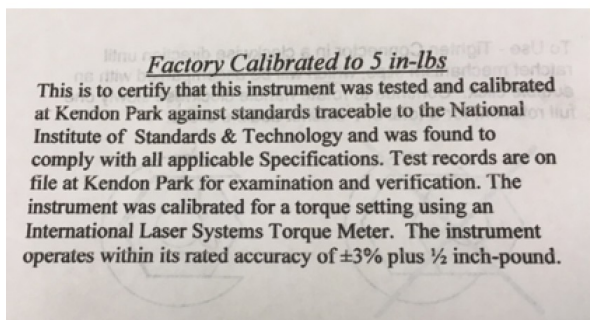 Factory Calibrated to 5 in-lbs
This is to certify that this instrument was tested and calibrated
at Kendon Park against standards traceable to the National
Institute of Standards & Technology and was found to
comply with all applicable Specifications. Test records are on
file at Kendon Park for examination and verification. The
instrument was calibrated for a torque setting using an
International Laser Systems Torque Meter. The instrument
operates within its rated accuracy of ±3% plus ½ inch-pound.